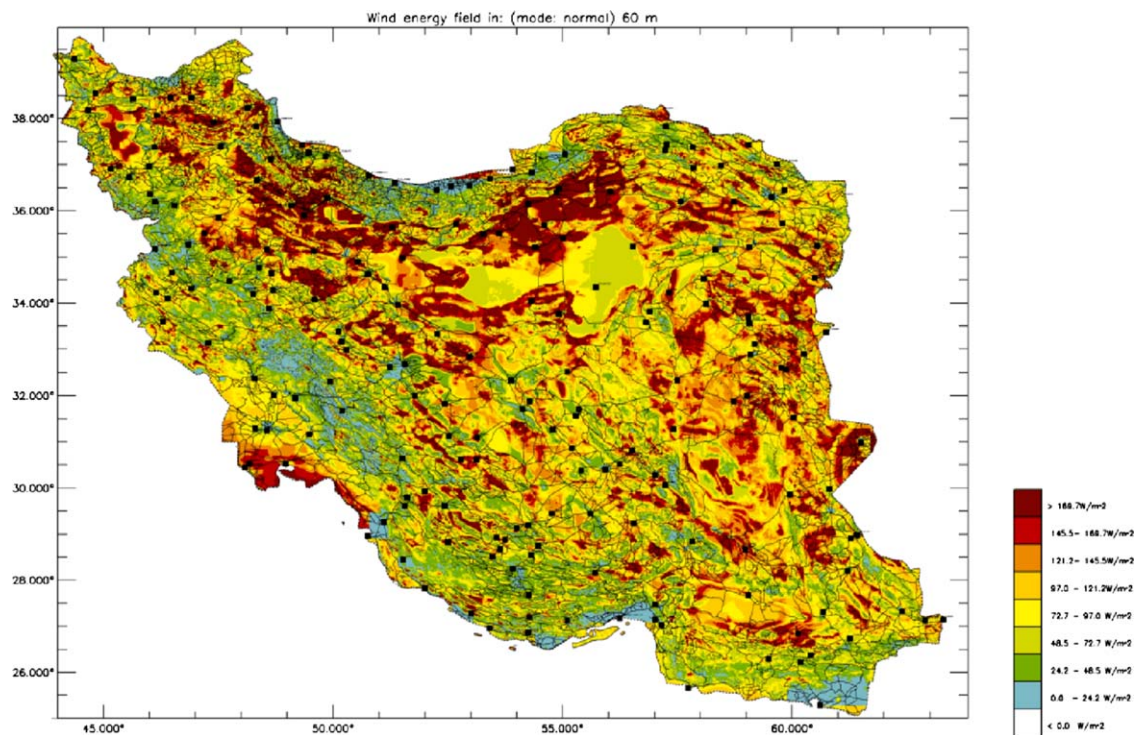 Wind energy field in: (mode: normal) 60 m
38.000°
36.000°
34.000°
32.000°
30.000°
28.000°
26.000°
45.000°
50.000°
55.000°
60.000°
> 169.7W/m²
145.5- 169.7W/m²
121.2- 145.5W/m²
97.0 - 121.2W/m²
72.7 - 97.0 W/m²
48.5 - 72.7 W/m²
24.2 - 48.5 W/m²
0.0 - 24.2 W/m²
< 0.0 W/m²